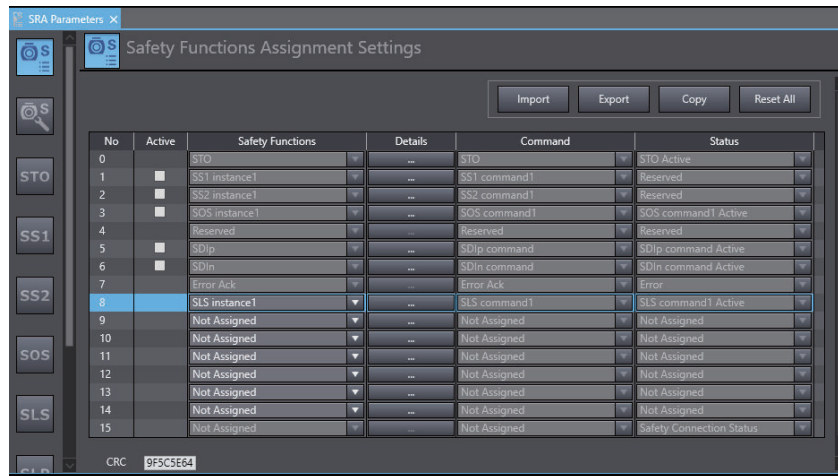 SRA Parameters ×
Safety Functions Assignment Settings
Import Export Copy Reset All
No Active Safety Functions Details Command Status
0 STO ... STO STO Active
1 SS1 instance1 ... SS1 command1 Reserved
2 SS2 instance1 ... SS2 command1 Reserved
3 SOS instance1 ... SOS command1 SOS command1 Active
4 Reserved ... Reserved Reserved
5 SDIp ... SDIp command SDIp command Active
6 SDIn ... SDIn command SDIn command Active
7 Error Ack ... Error Ack Error
8 SLS instance1 ... SLS command1 SLS command1 Active
9 Not Assigned ... Not Assigned Not Assigned
10 Not Assigned ... Not Assigned Not Assigned
11 Not Assigned ... Not Assigned Not Assigned
12 Not Assigned ... Not Assigned Not Assigned
13 Not Assigned ... Not Assigned Not Assigned
14 Not Assigned ... Not Assigned Not Assigned
15 Not Assigned ... Not Assigned Safety Connection Status
CRC 9F5C5E64
S
S
S
STO
SS1
SS2
SOS
SLS